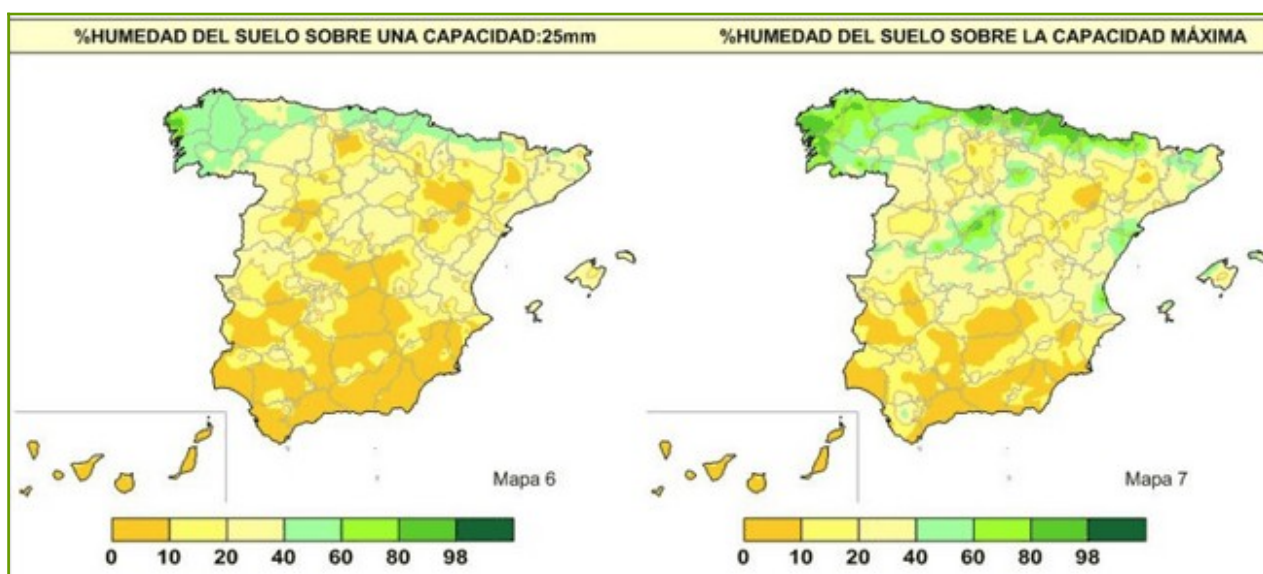 %HUMEDAD DEL SUELO SOBRE UNA CAPACIDAD:25mm
%HUMEDAD DEL SUELO SOBRE LA CAPACIDAD MÁXIMA
Mapa 6
Mapa 7
0 10 20 40 60 80 98
0 10 20 40 60 80 98